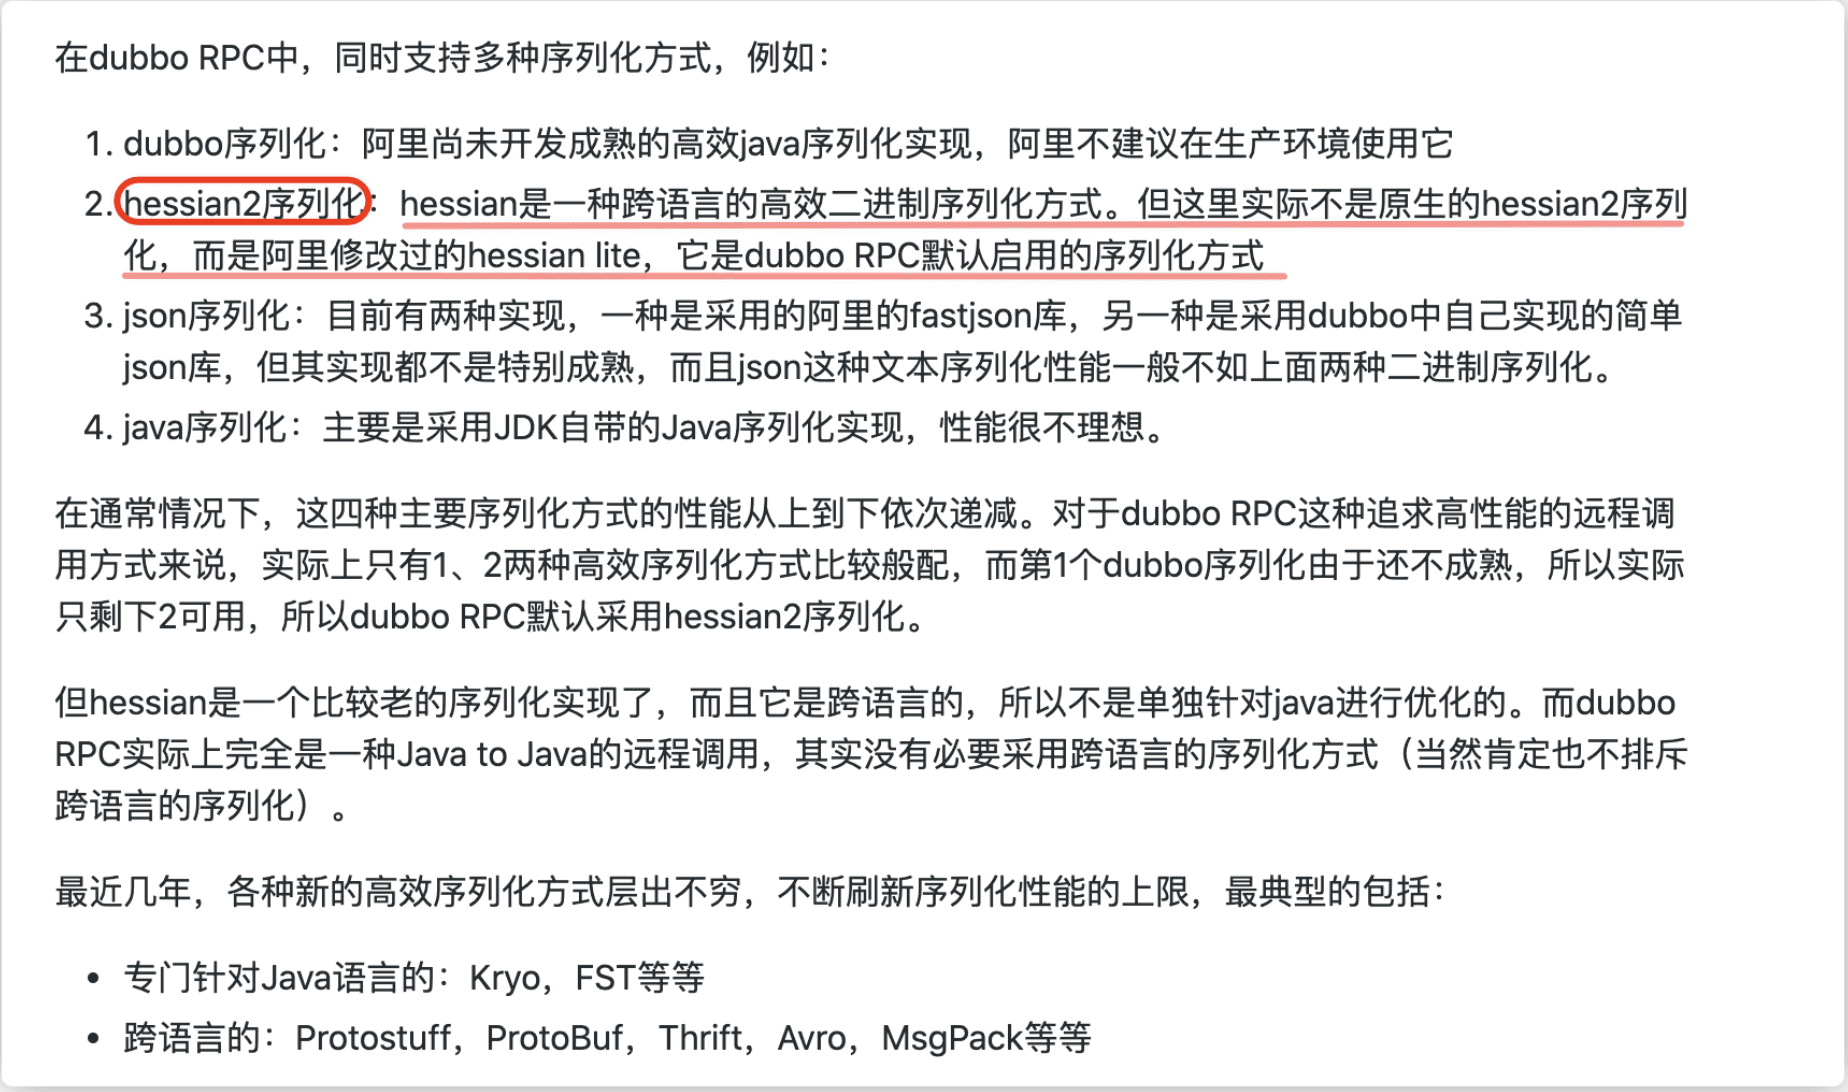 在dubbo RPC中，同时支持多种序列化方式，例如：
1. dubbo序列化：阿里尚未开发成熟的高效java序列化实现，阿里不建议在生产环境使用它
2. hessian2序列化：hessian是一种跨语言的高效二进制序列化方式。但这里实际不是原生的hessian2序列
化，而是阿里修改过的hessian lite，它是dubbo RPC默认启用的序列化方式
3. json序列化：目前有两种实现，一种是采用的阿里的fastjson库，另一种是采用dubbo中自己实现的简单
json库，但其实现都不是特别成熟，而且json这种文本序列化性能一般不如上面两种二进制序列化。
4. java序列化：主要是采用JDK自带的Java序列化实现，性能很不理想。
在通常情况下，这四种主要序列化方式的性能从上到下依次递减。对于dubbo RPC这种追求高性能的远程调
用方式来说，实际上只有1、2两种高效序列化方式比较般配，而第1个dubbo序列化由于还不成熟，所以实际
只剩下2可用，所以dubbo RPC默认采用hessian2序列化。
但hessian是一个比较老的序列化实现了，而且它是跨语言的，所以不是单独针对java进行优化的。而dubbo
RPC实际上完全是一种Java to Java的远程调用，其实没有必要采用跨语言的序列化方式（当然肯定也不排斥
跨语言的序列化）。
最近几年，各种新的高效序列化方式层出不穷，不断刷新序列化性能的上限，最典型的包括：
• 专门针对Java语言的：Kryo，FST等等
• 跨语言的：Protostuff，ProtoBuf，Thrift，Avro，MsgPack等等